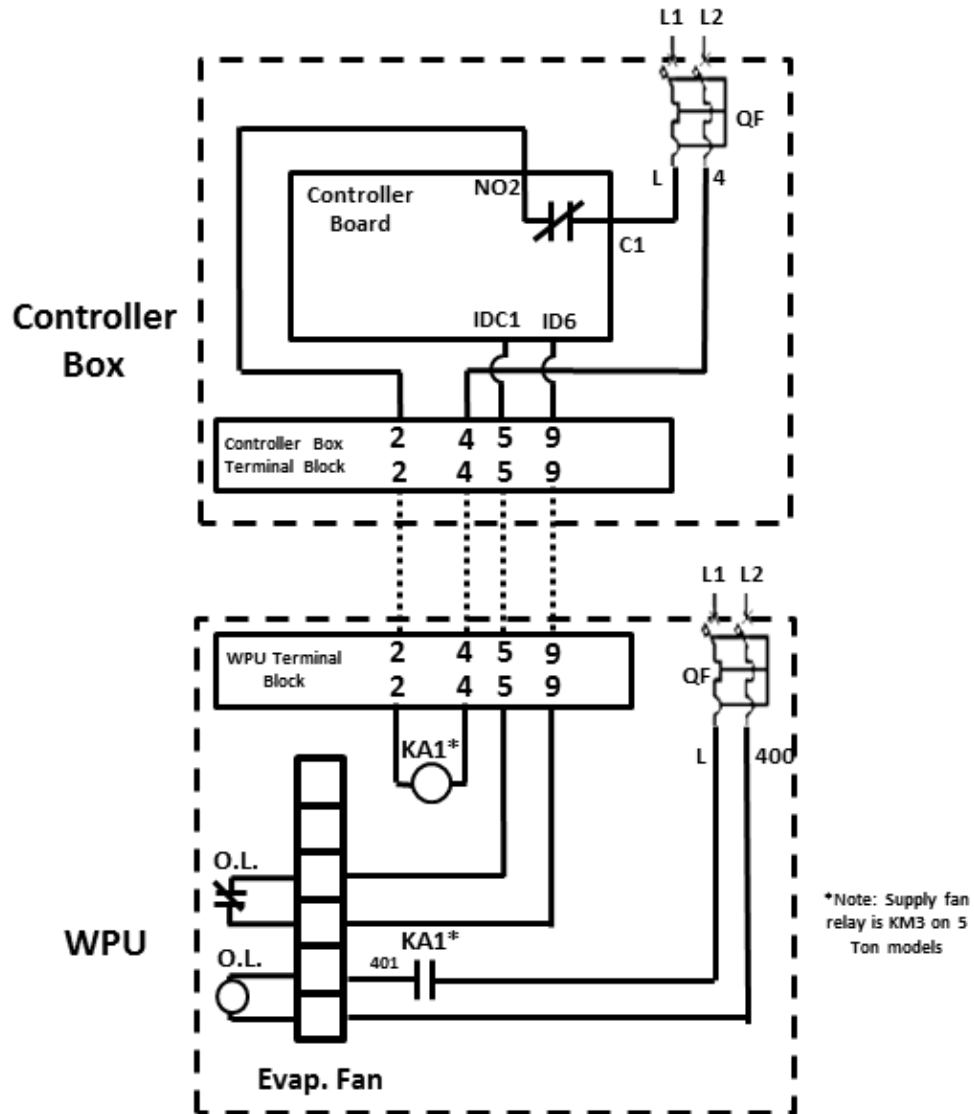 L1 L2
QF
L 4
NO2
Controller
Board
C1
IDC1 ID6
Controller
Box
Controller Box
Terminal Block
2 4 5 9
2 4 5 9
L1 L2
WPU Terminal
Block
2 4 5 9
2 4 5 9
QF
KA1*
L 400
O.L.
*Note: Supply fan
relay is KM3 on 5
Ton models
WPU
KA1*
O.L.
401
Evap. Fan